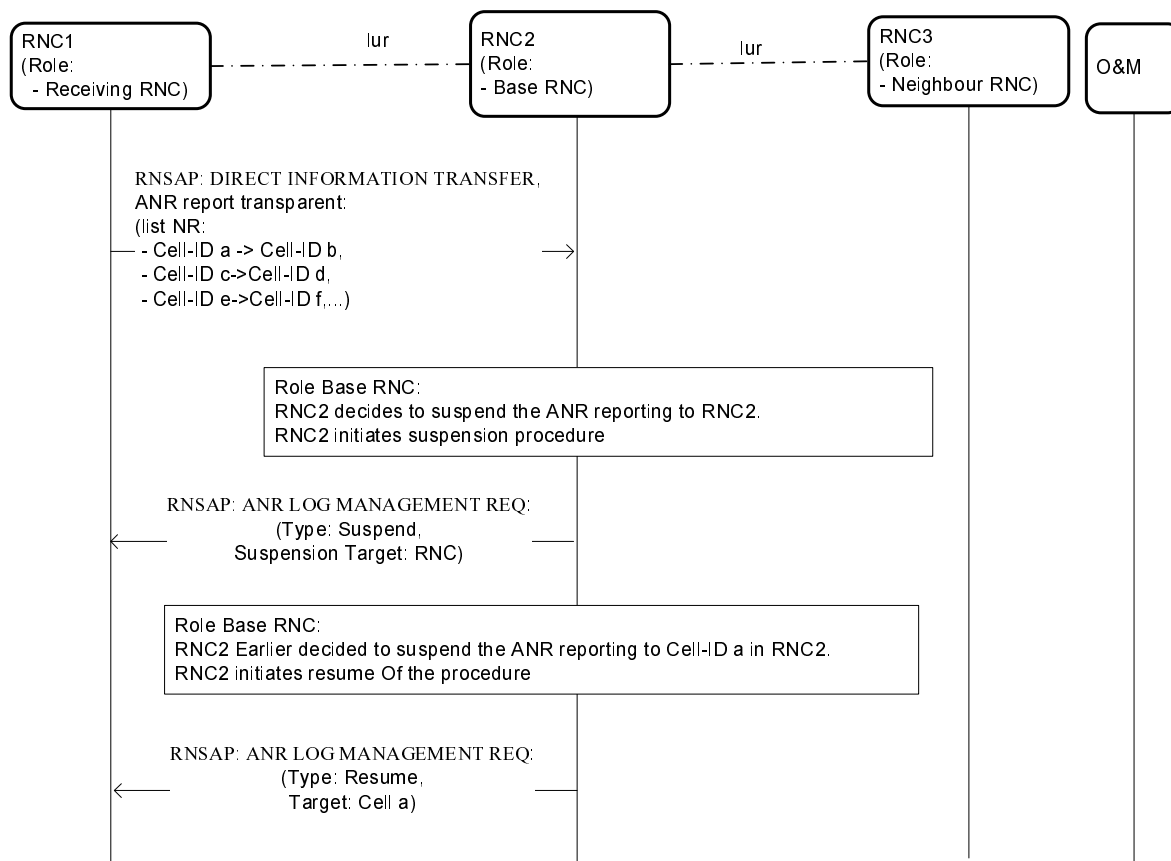 RNC1
(Role:
- Receiving RNC)
Iur
RNC2
(Role:
- Base RNC)
Iur
RNC3
(Role:
- Neighbour RNC)
O&M
RNSAP: DIRECT INFORMATION TRANSFER,
ANR report transparent:
(list NR:
- Cell-ID a -> Cell-ID b,
- Cell-ID c->Cell-ID d,
- Cell-ID e->Cell-ID f,...)
Role Base RNC:
RNC2 decides to suspend the ANR reporting to RNC2.
RNC2 initiates suspension procedure
RNSAP: ANR LOG MANAGEMENT REQ:
(Type: Suspend,
Suspension Target: RNC)
Role Base RNC:
RNC2 Earlier decided to suspend the ANR reporting to Cell-ID a in RNC2.
RNC2 initiates resume Of the procedure
RNSAP: ANR LOG MANAGEMENT REQ:
(Type: Resume,
Target: Cell a)